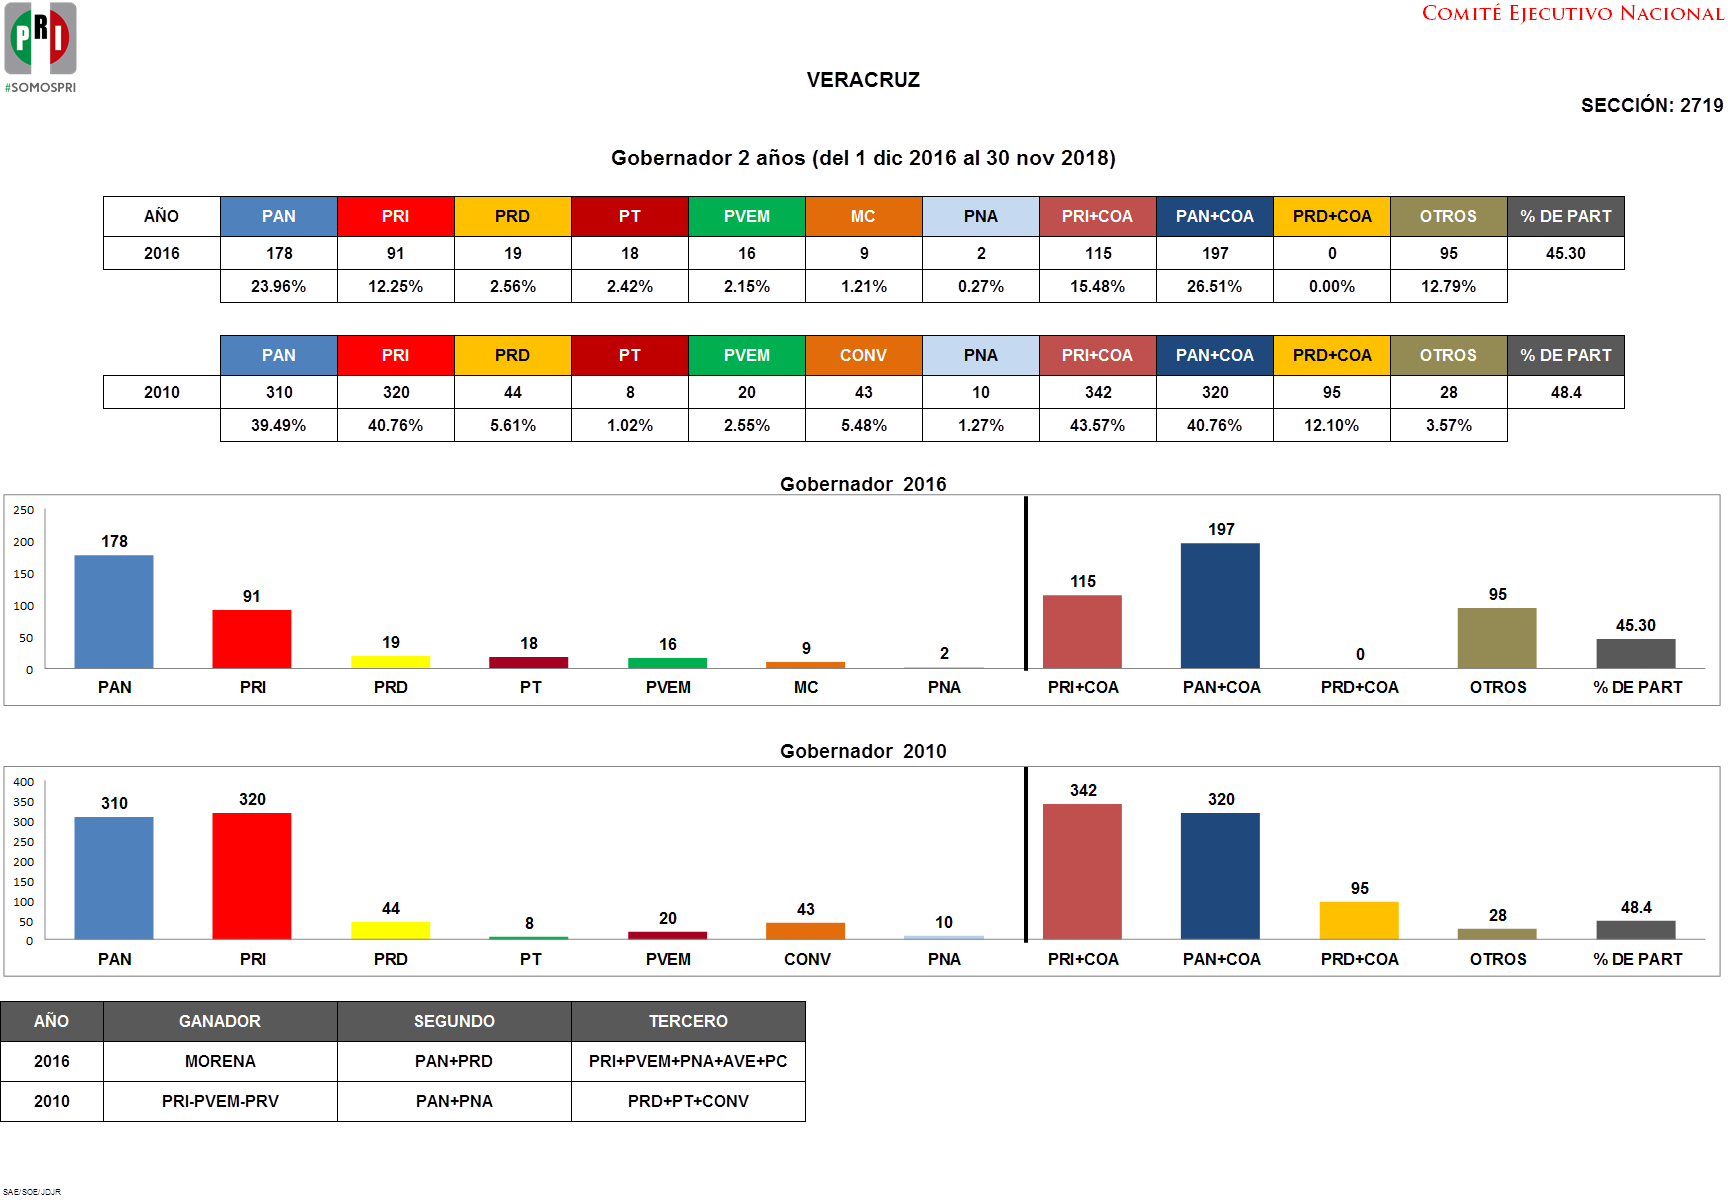 PRI
#SOMOSPRI
COMITÉ EJECUTIVO NACIONAL
VERACRUZ
SECCIÓN: 2719
Gobernador 2 años (del 1 dic 2016 al 30 nov 2018)
AÑO PAN PRI PRD PT PVEM MC PNA PRI+COA PAN+COA PRD+COA OTROS % DE PART
2016 178 91 19 18 16 9 2 115 197 0 95 45.30
23.96% 12.25% 2.56% 2.42% 2.15% 1.21% 0.27% 15.48% 26.51% 0.00% 12.79%
PAN PRI PRD PT PVEM CONV PNA PRI+COA PAN+COA PRD+COA OTROS % DE PART
2010 310 320 44 8 20 43 10 342 320 95 28 48.4
39.49% 40.76% 5.61% 1.02% 2.55% 5.48% 1.27% 43.57% 40.76% 12.10% 3.57%
Gobernador 2016
250
200
150
100
50
0
178 91 19 18 16 9 2 115 197 0 95 45.30
PAN PRI PRD PT PVEM MC PNA PRI+COA PAN+COA PRD+COA OTROS % DE PART
Gobernador 2010
400
350
300
250
200
150
100
50
0
310 320 44 8 20 43 10 342 320 95 28 48.4
PAN PRI PRD PT PVEM CONV PNA PRI+COA PAN+COA PRD+COA OTROS % DE PART
AÑO GANADOR SEGUNDO TERCERO
2016 MORENA PAN+PRD PRI+PVEM+PNA+AVE+PC
2010 PRI-PVEM-PRV PAN+PNA PRD+PT+CONV
SAE/SOE/JDJR